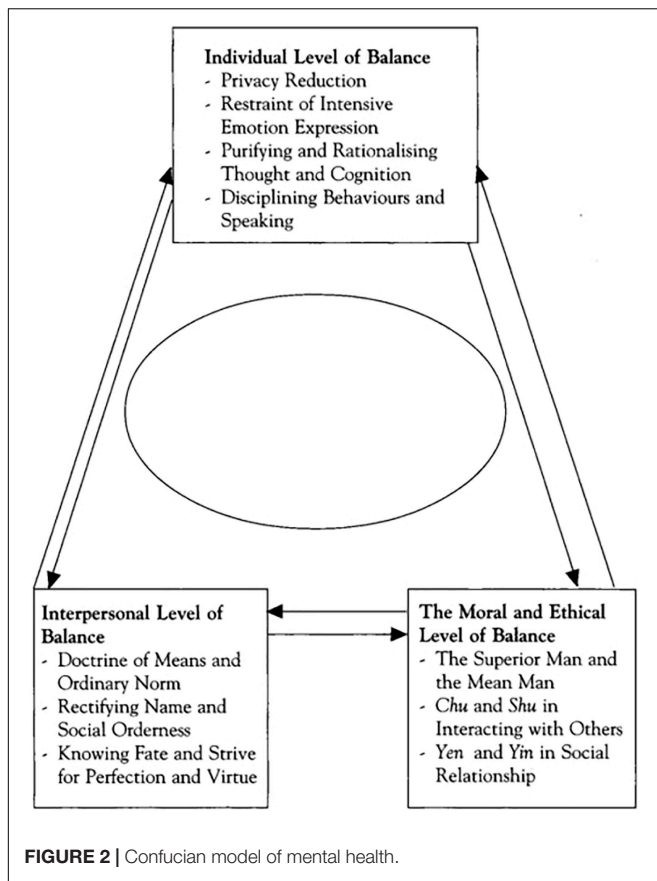 Individual Level of Balance
- Privacy Reduction
- Restraint of Intensive
Emotion Expression
- Purifying and Rationalising
Thought and Cognition
- Disciplining Behaviours and
Speaking
Interpersonal Level of
Balance
- Doctrine of Means and
Ordinary Norm
- Rectifying Name and
Social Orderness
- Knowing Fate and Strive
for Perfection and Virtue
The Moral and Ethical
Level of Balance
- The Superior Man and
the Mean Man
- Chu and Shu in
Interacting with Others
- Yen and Yin in Social
Relationship
FIGURE 2 | Confucian model of mental health.